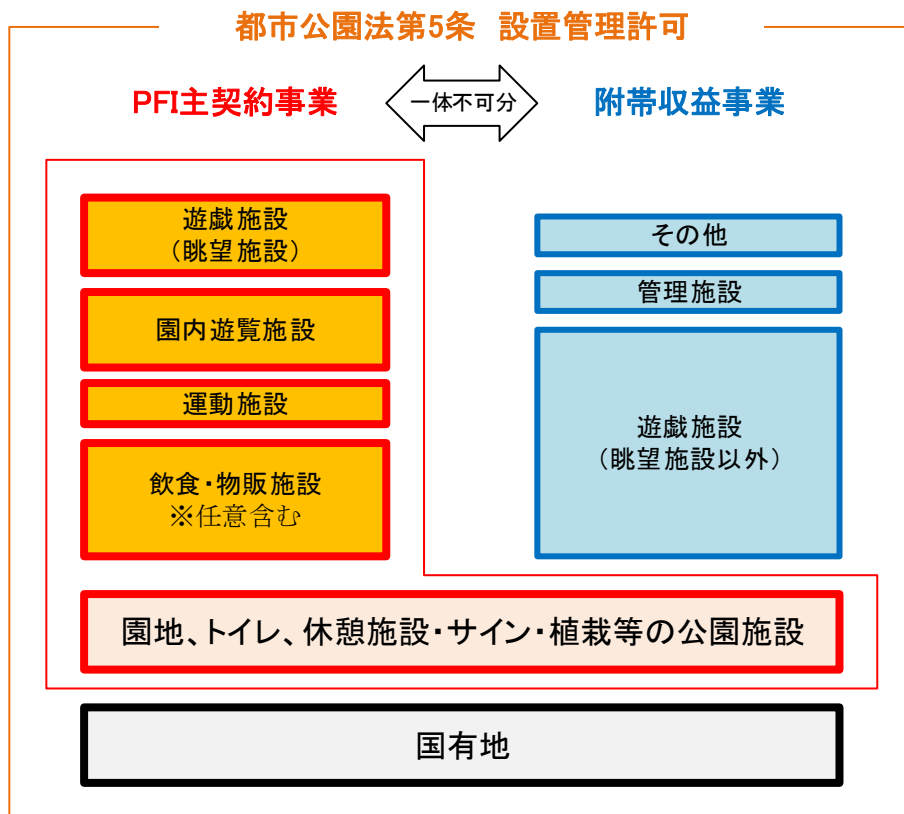 都市公園法第5条 設置管理許可
PFI主契約事業
一体不可分
附帯収益事業
遊戯施設
（眺望施設）
園内遊覧施設
運動施設
飲食・物販施設
※任意含む
その他
管理施設
遊戯施設
（眺望施設以外）
園地、トイレ、休憩施設・サイン・植栽等の公園施設
国有地